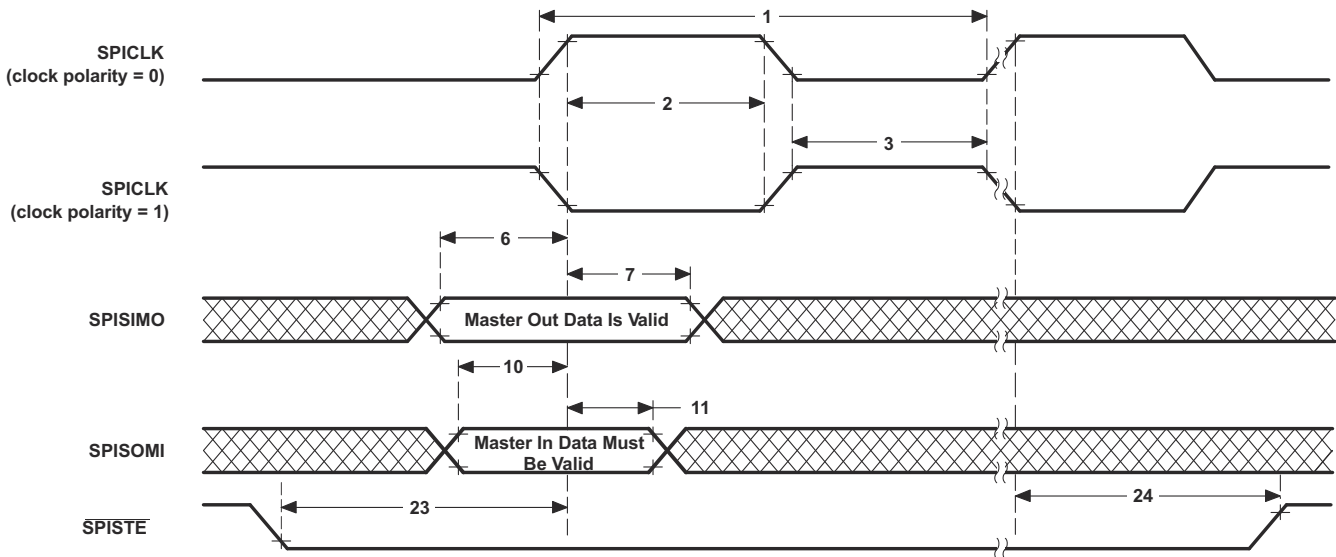 1
SPICLK
(clock polarity = 0)
2
3
SPICLK
(clock polarity = 1)
6
7
SPISIMO
Master Out Data Is Valid
10
11
SPISOMI
Master In Data Must
Be Valid
23
24
SPISTE